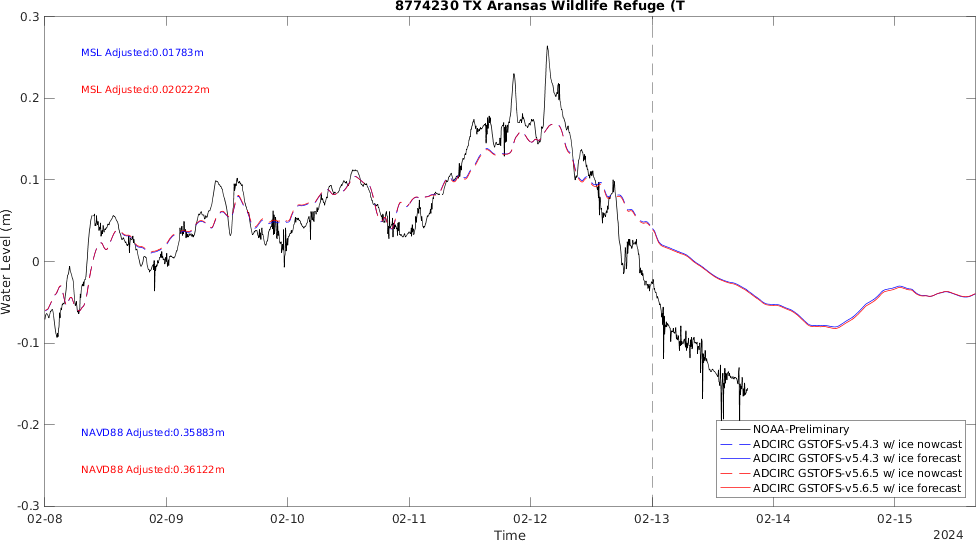 8774230 TX Aransas Wildlife Refuge (T
0.3
0.2
0.1
0
-0.1
-0.2
-0.3
Water Level (m)
MSL Adjusted:0.01783m
MSL Adjusted:0.020222m
NAVD88 Adjusted:0.35883m
NAVD88 Adjusted:0.36122m
NOAA-Preliminary
ADCIRC GSTOFS-v5.4.3 w/ ice nowcast
ADCIRC GSTOFS-v5.4.3 w/ ice forecast
ADCIRC GSTOFS-v5.6.5 w/ ice nowcast
ADCIRC GSTOFS-v5.6.5 w/ ice forecast
02-08 02-09 02-10 02-11 02-12 02-13 02-14 02-15
Time
2024